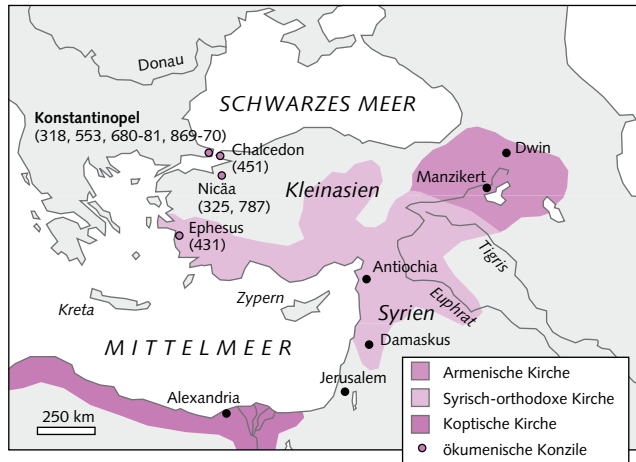 Donau
SCHWARZES MEER
Konstantinopel
(318, 553, 680-81, 869-70)
Chalcedon
(451)
Dwin
Manzikert
Nicäa
(325, 787)
Kleinasien
Ephesus
(431)
Tigris
Antiochia
Kreta
Zypern
Euphrat
Syrien
MITTELMEER
Damaskus
Jerusalem
Alexandria
250 km
Armenische Kirche
Syrisch-orthodoxe Kirche
Koptische Kirche
ökumenische Konzile